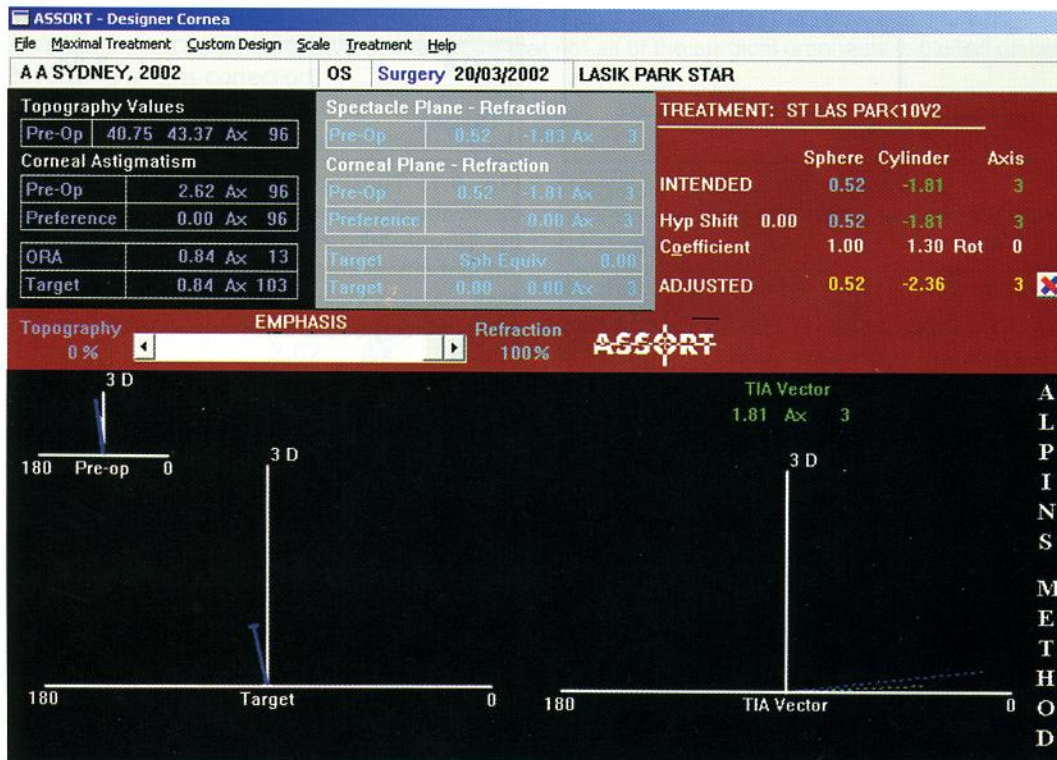 ASSORT - Designer Cornea
File Maximal Treatment Custom Design Scale Treatment Help
A A SYDNEY, 2002 OS Surgery 20/03/2002 LASIK PARK STAR
Topography Values
Pre-Op 40.75 43.37 Ax 96
Corneal Astigmatism
Pre-Op 2.62 Ax 96
Preference 0.00 Ax 96
ORA 0.84 Ax 13
Target 0.84 Ax 103
Spectacle Plane - Refraction
Pre-Op 0.52 -1.83 Ax 3
Corneal Plane - Refraction
Pre-Op 0.52 -1.81 Ax 3
Preference 0.00 Ax 3
Target Sph Equiv 0.00
Target 0.00 0.00 Ax 3
TREATMENT: ST LAS PAR<10V2
Sphere Cylinder Axis
INTENDED 0.52 -1.81 3
Hyp Shift 0.00 0.52 -1.81 3
Coefficient 1.00 1.30 Rot 0
ADJUSTED 0.52 -2.36 3
Topography EMPHASIS Refraction
0% 100%
ASSORT
3 D
180 Pre-op 0
3 D
180 Target 0
TIA Vector
1.81 Ax 3
3 D
180 TIA Vector 0
ALPINS METHOD